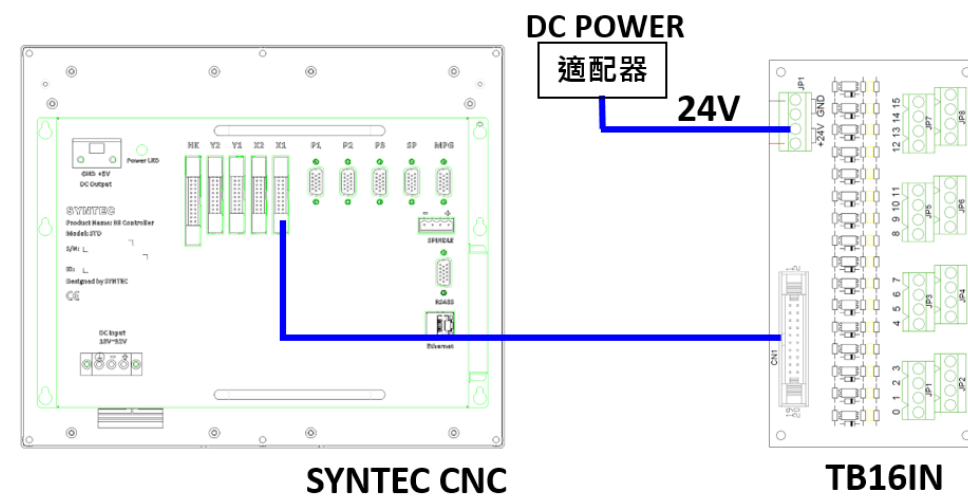 DC POWER
適配器
24V
HK Y2 Y1 X2 X1 P1 P2 P3 SP MPG
Power LED
GND +5V
DC Output
SYNTEC
Product Name: 8B Controller
Model: STD
S/N:
ID:
Designed by SYNTEC
CE
SPINDLE
RS485
Ethernet
DC Input
JP1
GND
+24V
12 13 14 15
JP7
JP8
8 9 10 11
JP5
JP6
4 5 6 7
JP3
JP4
0 1 2 3
JP1
JP2
CN1
19
20
SYNTEC CNC
TB16IN